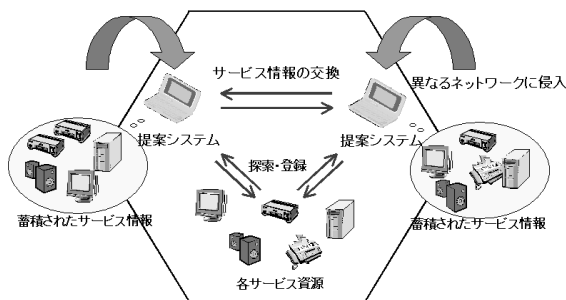 サービス情報の交換
異なるネットワークに侵入
提案システム
提案システム
探索・登録
蓄積されたサービス情報
蓄積されたサービス情報
各サービス資源